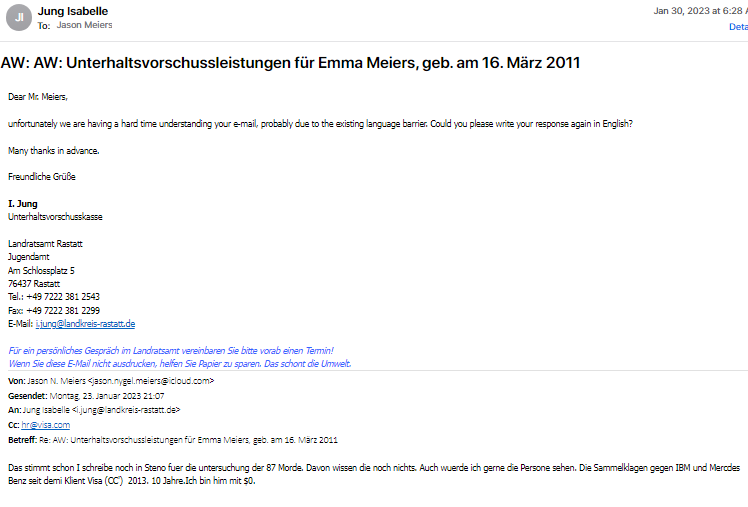 JI
Jung Isabelle
Jan 30, 2023 at 6:28 A
To: Jason Meiers
Deta
AW: AW: Unterhaltsvorschussleistungen für Emma Meiers, geb. am 16. März 2011
Dear Mr. Meiers,
unfortunately we are having a hard time understanding your e-mail, probably due to the existing language barrier. Could you please write your response again in English?
Many thanks in advance.
Freundliche Grüße
I. Jung
Unterhaltsvorschusskasse
Landratsamt Rastatt
Jugendamt
Am Schlossplatz 5
76437 Rastatt
Tel.: +49 7222 381 2543
Fax: +49 7222 381 2299
E-Mail: i.jung@landkreis-rastatt.de
Für ein persönliches Gespräch im Landratsamt vereinbaren Sie bitte vorab einen Termin!
Wenn Sie diese E-Mail nicht ausdrucken, helfen Sie Papier zu sparen. Das schont die Umwelt.
Von: Jason N. Meiers <jason.nygel.meiers@icloud.com>
Gesendet: Montag, 23. Januar 2023 21:07
An: Jung Isabelle <i.jung@landkreis-rastatt.de>
Cc: hr@visa.com
Betreff: Re: AW: Unterhaltsvorschussleistungen für Emma Meiers, geb. am 16. März 2011
Das stimmt schon I schreibe noch in Steno fuer die untersuchung der 87 Morde. Davon wissen die noch nichts. Auch wuerde ich gerne die Persone sehen. Die Sammelklagen gegen IBM und Mercdes
Benz seit demi Klient Visa (CC') 2013. 10 Jahre.Ich bin him mit $0.